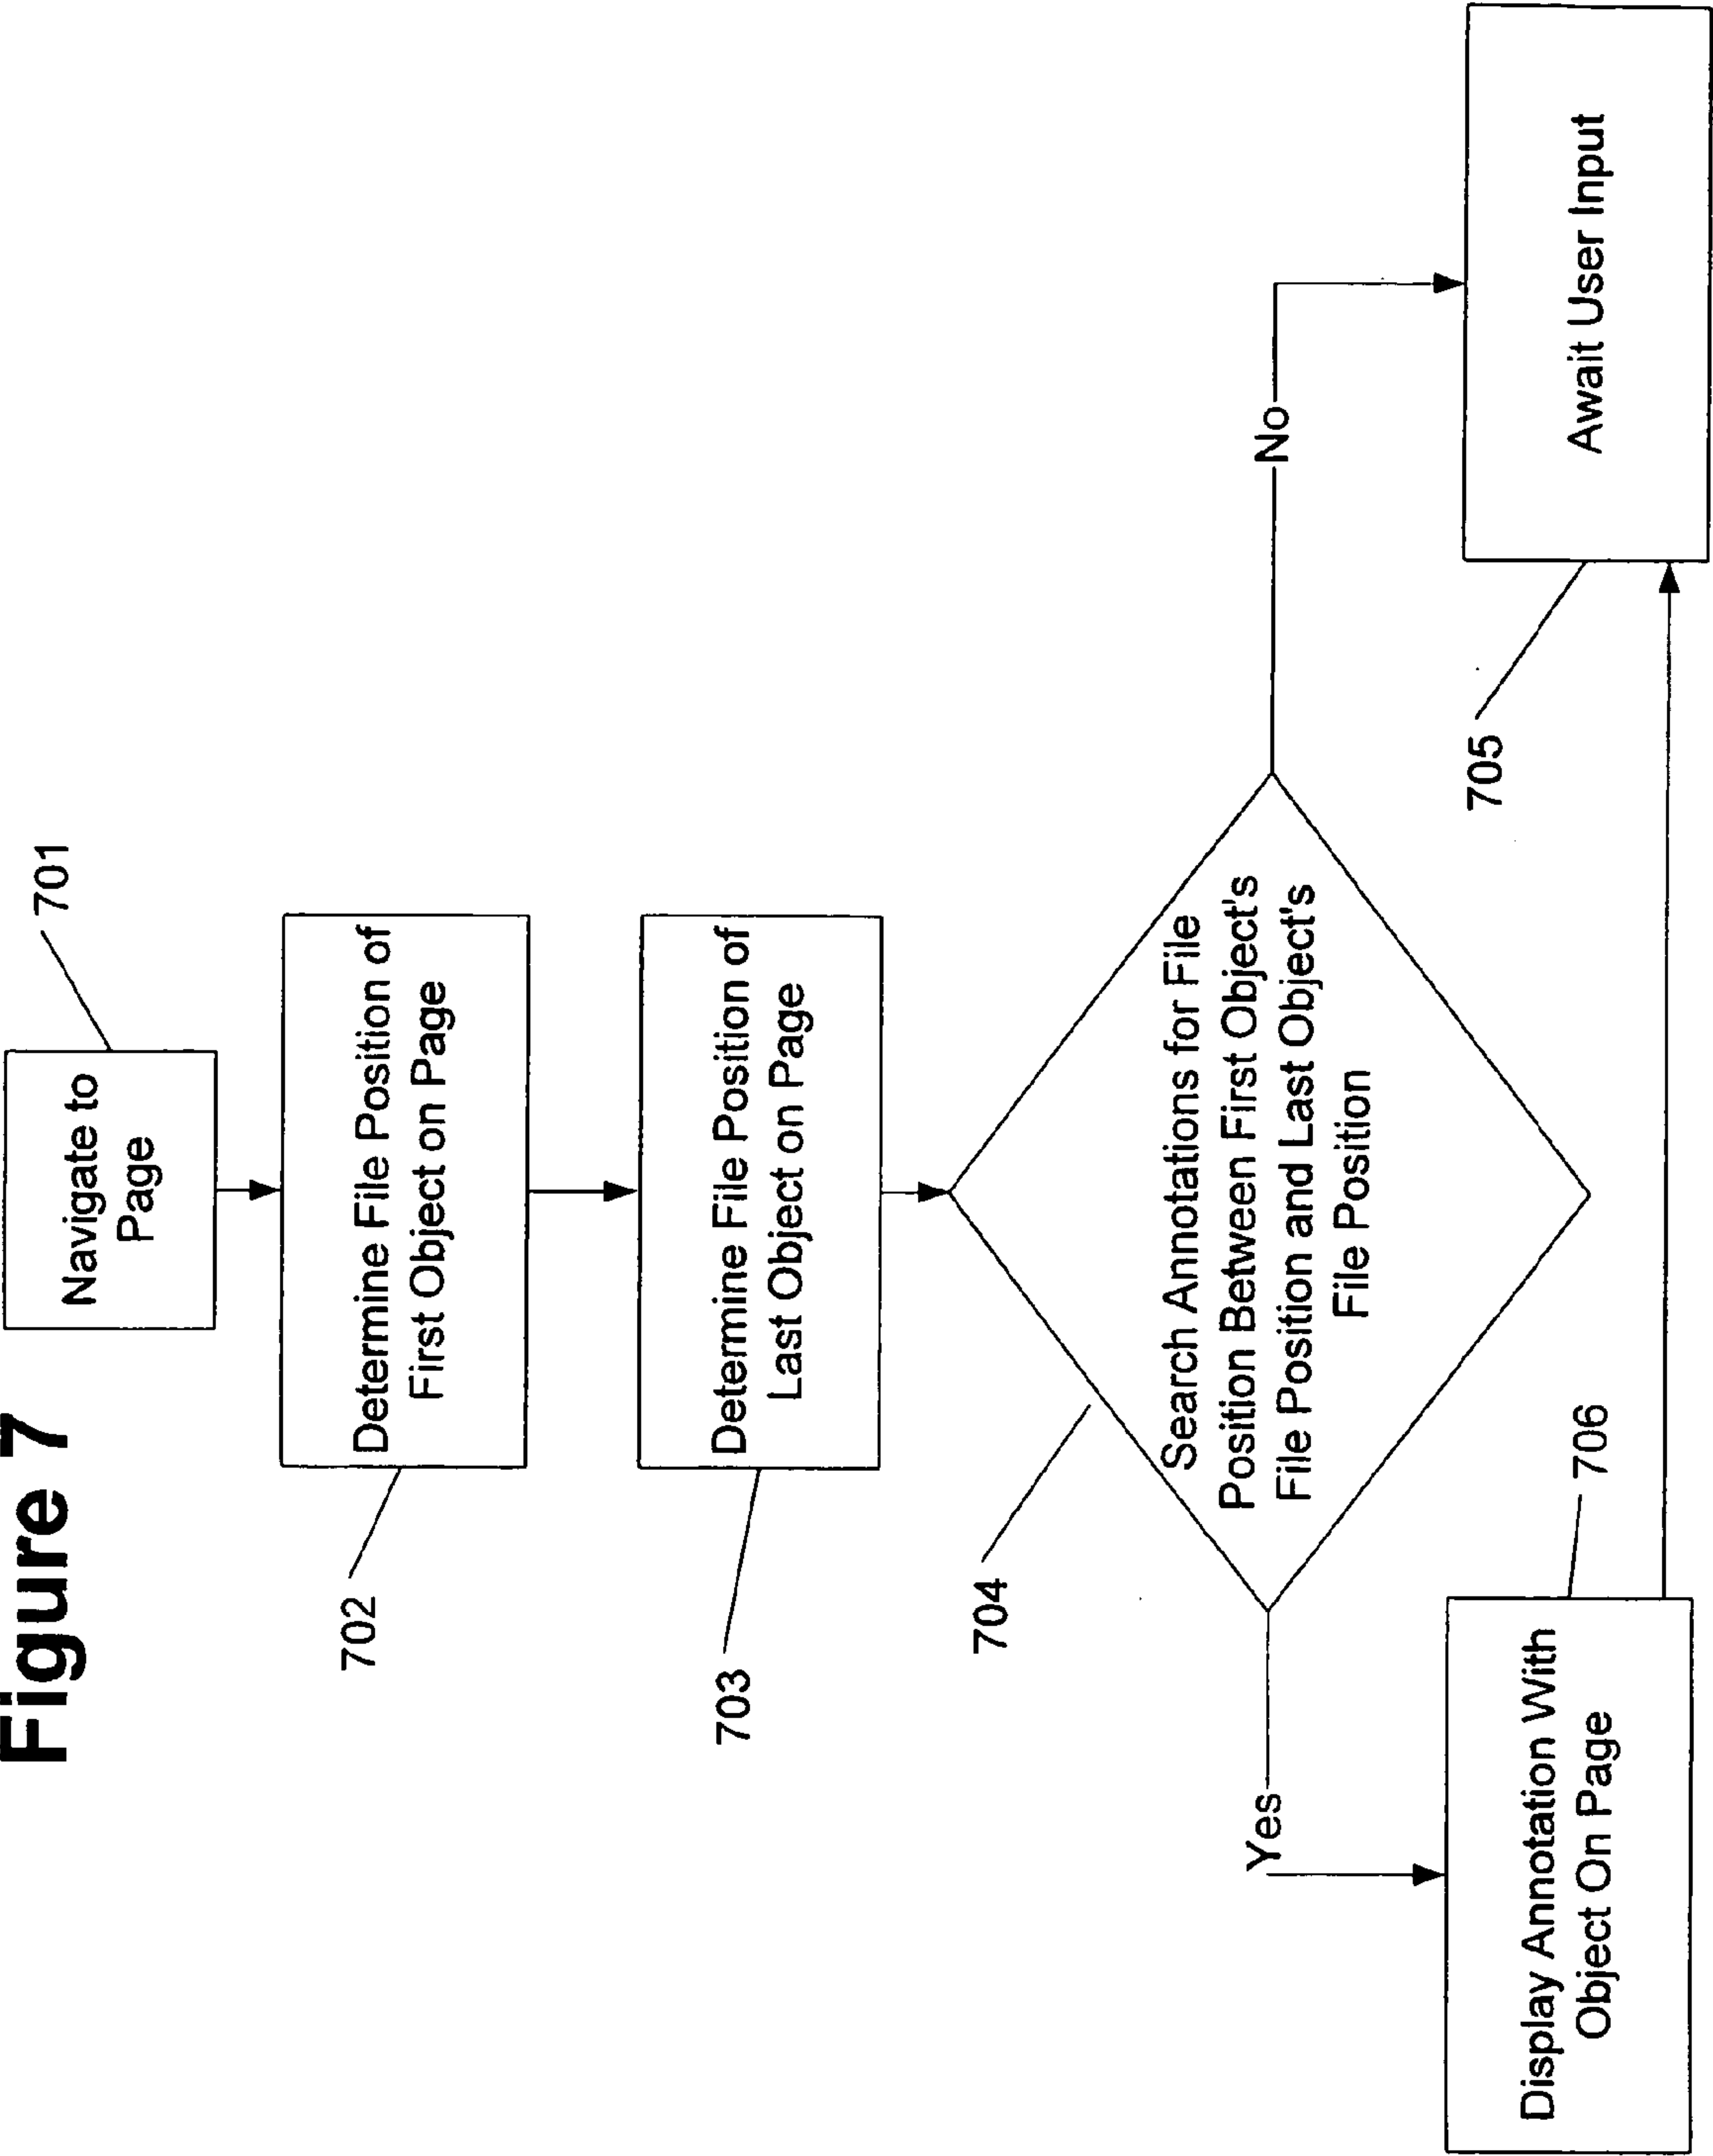 Figure 7
Navigate to
Page
701
Determine File Position of
First Object on Page
702
Determine File Position of
Last Object on Page
703
Search Annotations for File
Position Between First Object's
File Position and Last Object's
File Position
704
Yes
No
Display Annotation With
Object On Page
706
Await User Input
705